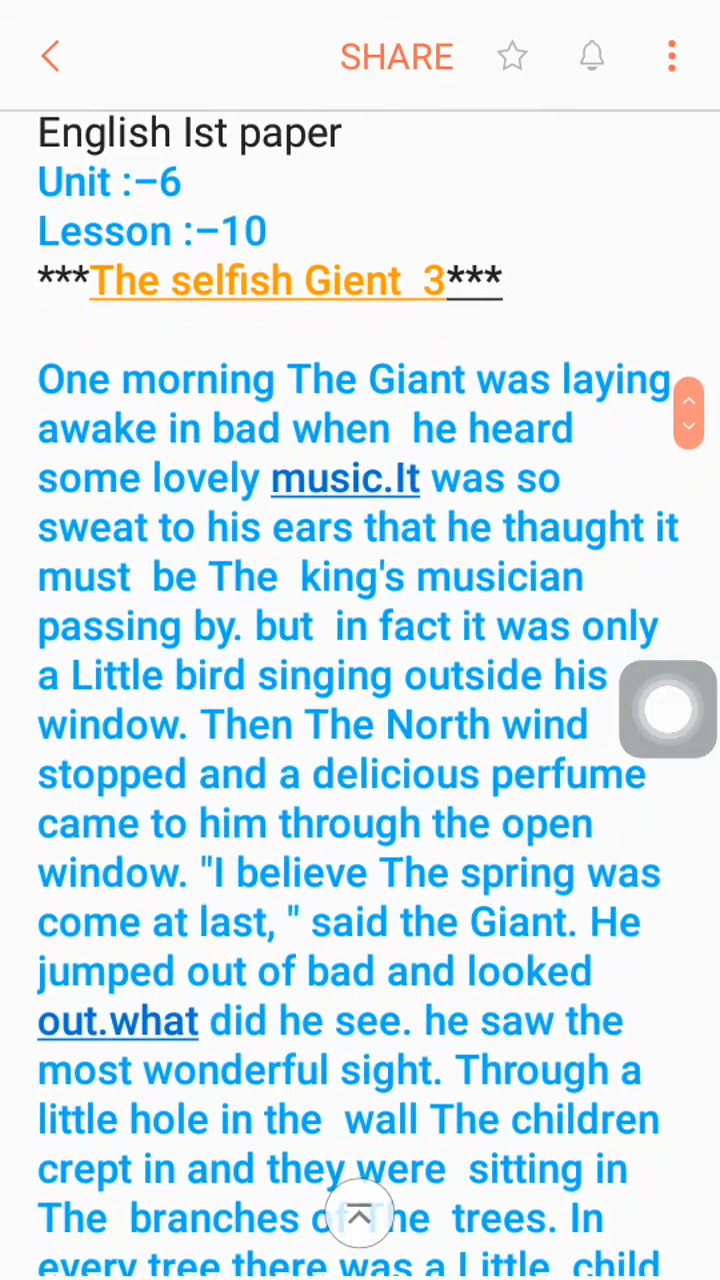 SHARE
English Ist paper
Unit :–6
Lesson :–10
***The selfish Gient  3***
One morning The Giant was laying
awake in bad when  he heard
some lovely music.It was so
sweat to his ears that he thaught it
must  be The  king's musician
passing by. but  in fact it was only
a Little bird singing outside his
window. Then The North wind
stopped and a delicious perfume
came to him through the open
window. "I believe The spring was
come at last, " said the Giant. He
jumped out of bad and looked
out.what did he see. he saw the
most wonderful sight. Through a
little hole in the  wall The children
crept in and they were  sitting in
The  branches of The  trees. In
every tree there was a Little  child